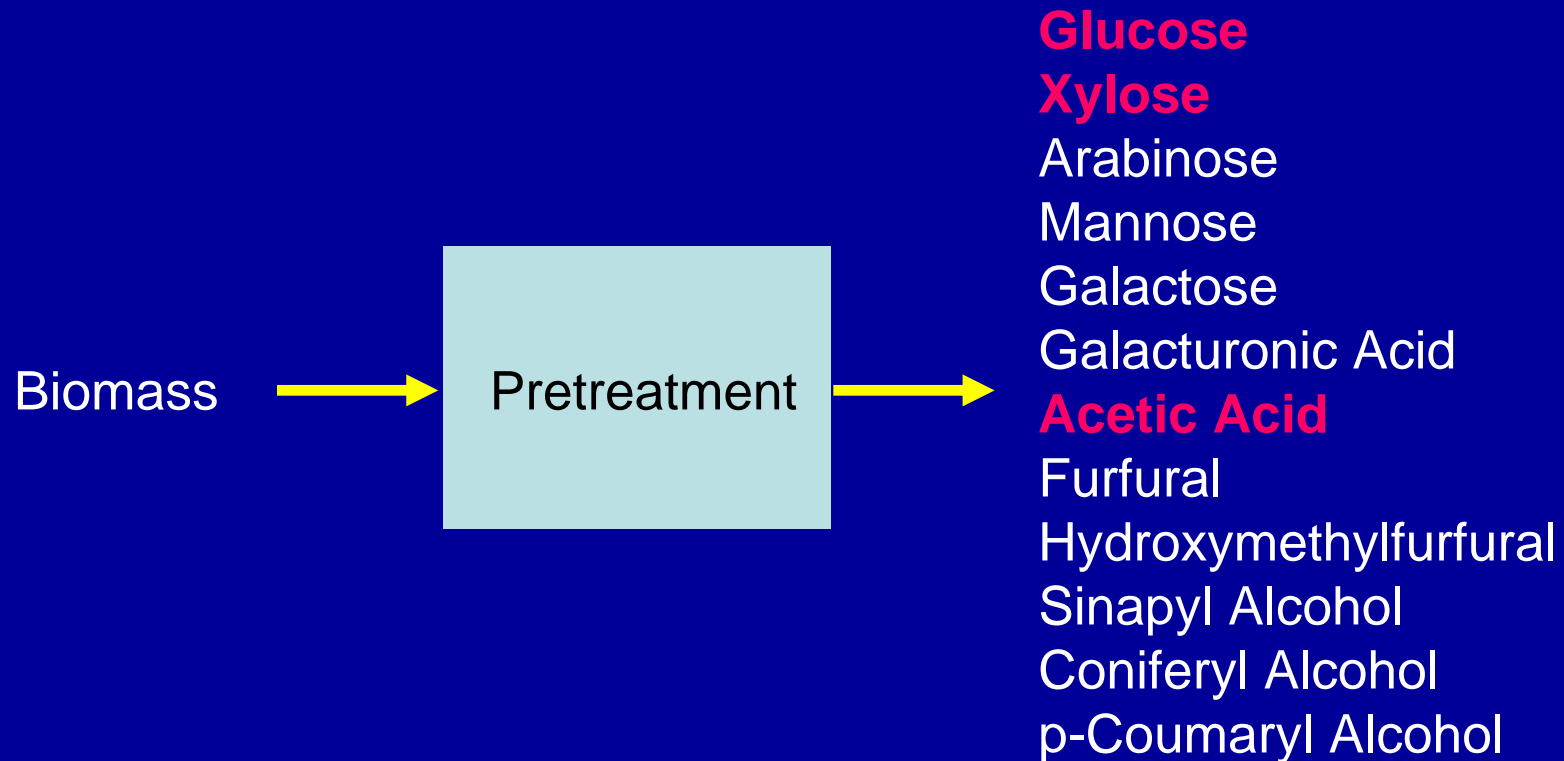 Biomass
Pretreatment
Glucose
Xylose
Arabinose
Mannose
Galactose
Galacturonic Acid
Acetic Acid
Furfural
Hydroxymethylfurfural
Sinapyl Alcohol
Coniferyl Alcohol
p-Coumaryl Alcohol